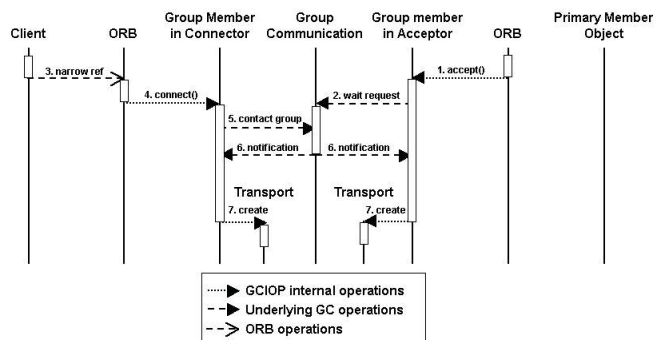 Client
ORB
Group Member
in Connector
Group
Communication
Group member
in Acceptor
ORB
Primary Member
Object
3. narrow ref
1. accept()
4. connect()
2. wait request
5. contact group
6. notification
6. notification
Transport
Transport
7. create
7. create
GCIOP internal operations
Underlying GC operations
ORB operations